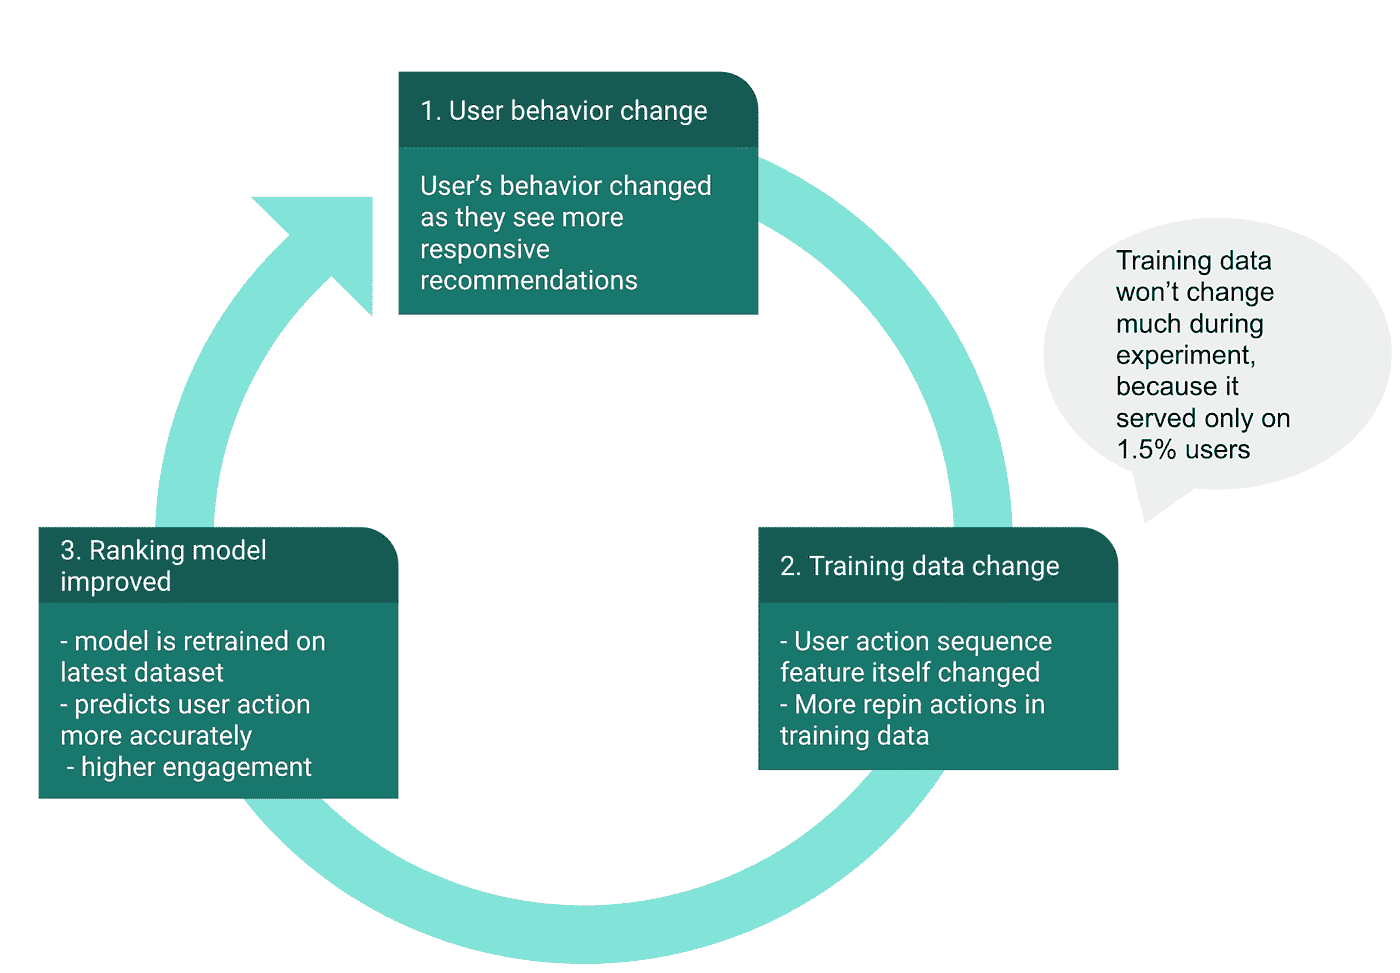 1. User behavior change
User’s behavior changed
as they see more
responsive
recommendations
Training data
won’t change
much during
experiment,
because it
served only on
1.5% users
2. Training data change
- User action sequence
feature itself changed
- More repin actions in
training data
3. Ranking model
improved
- model is retrained on
latest dataset
- predicts user action
more accurately
- higher engagement